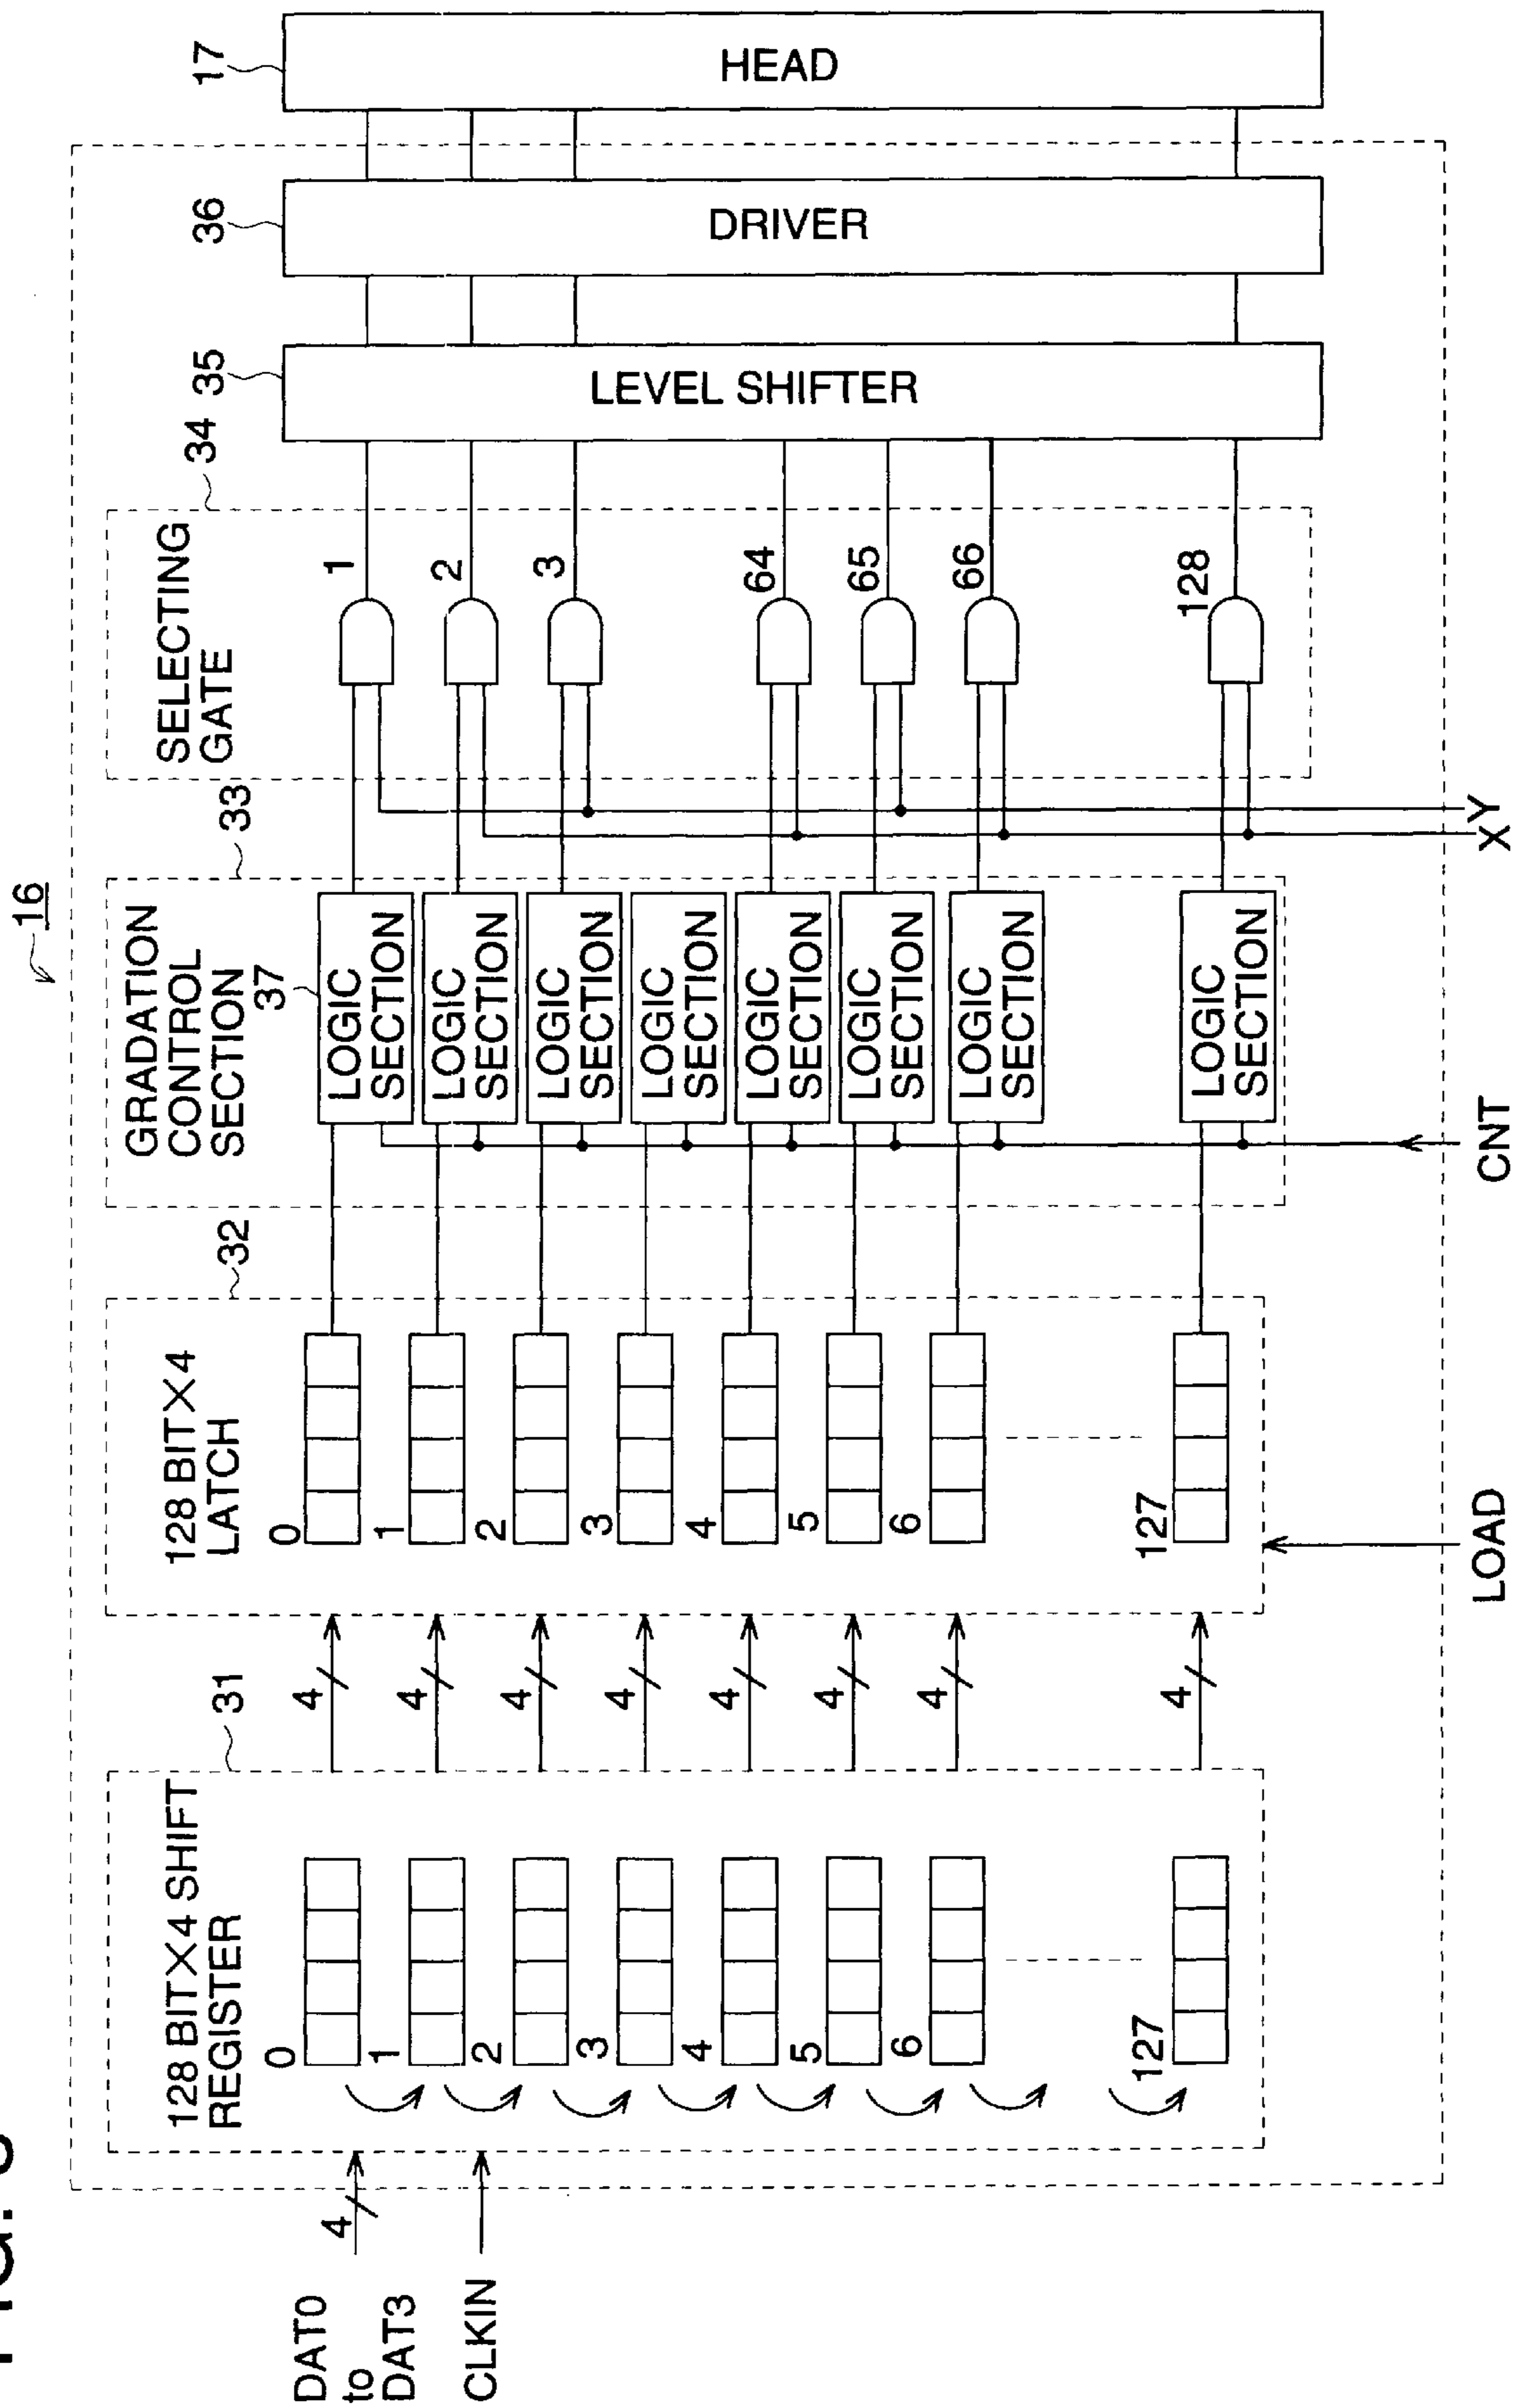 FIG.
16
128 BIT×4 SHIFT
REGISTER
31
128 BIT×4
LATCH
32
GRADATION
CONTROL
SECTION
33
37
SELECTING
GATE
34
35
36
17
DAT0
to
DAT3
4
CLKIN
0
1
2
3
4
5
6
127
4
4
4
4
4
4
4
4
0
1
2
3
4
5
6
127
LOGIC
SECTION
LOGIC
SECTION
LOGIC
SECTION
LOGIC
SECTION
LOGIC
SECTION
LOGIC
SECTION
LOGIC
SECTION
LOGIC
SECTION
1
2
3
64
65
66
128
LEVEL SHIFTER
DRIVER
HEAD
LOAD
CNT
X
Y